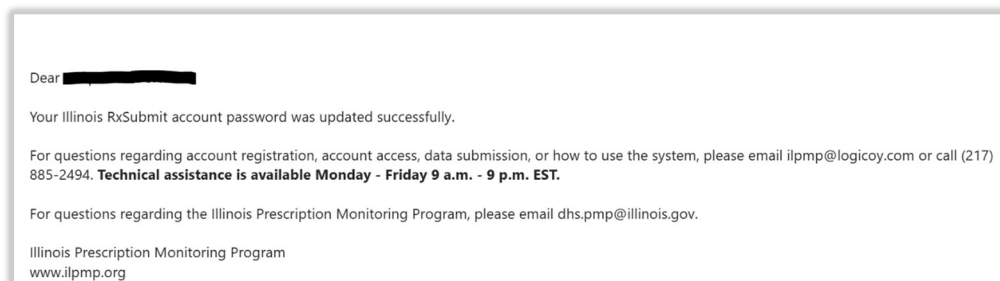 Dear
Your Illinois RxSubmit account password was updated successfully.
For questions regarding account registration, account access, data submission, or how to use the system, please email ilpmp@logicoy.com or call (217)
885-2494. Technical assistance is available Monday - Friday 9 a.m. - 9 p.m. EST.
For questions regarding the Illinois Prescription Monitoring Program, please email dhs.pmp@illinois.gov.
Illinois Prescription Monitoring Program
www.ilpmp.org